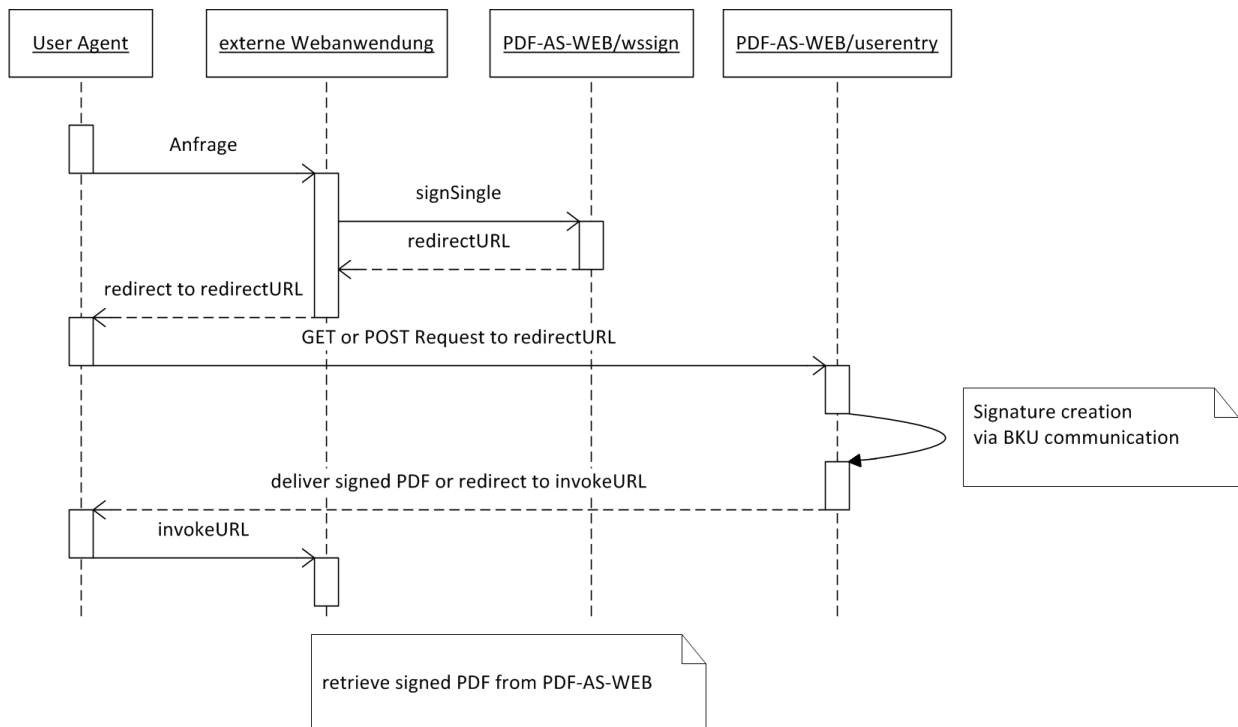 User Agent
externe Webanwendung
PDF-AS-WEB/wssign
PDF-AS-WEB/userentry
Anfrage
signSingle
redirectURL
redirect to redirectURL
GET or POST Request to redirectURL
Signature creation
via BKU communication
deliver signed PDF or redirect to invokeURL
invokeURL
retrieve signed PDF from PDF-AS-WEB